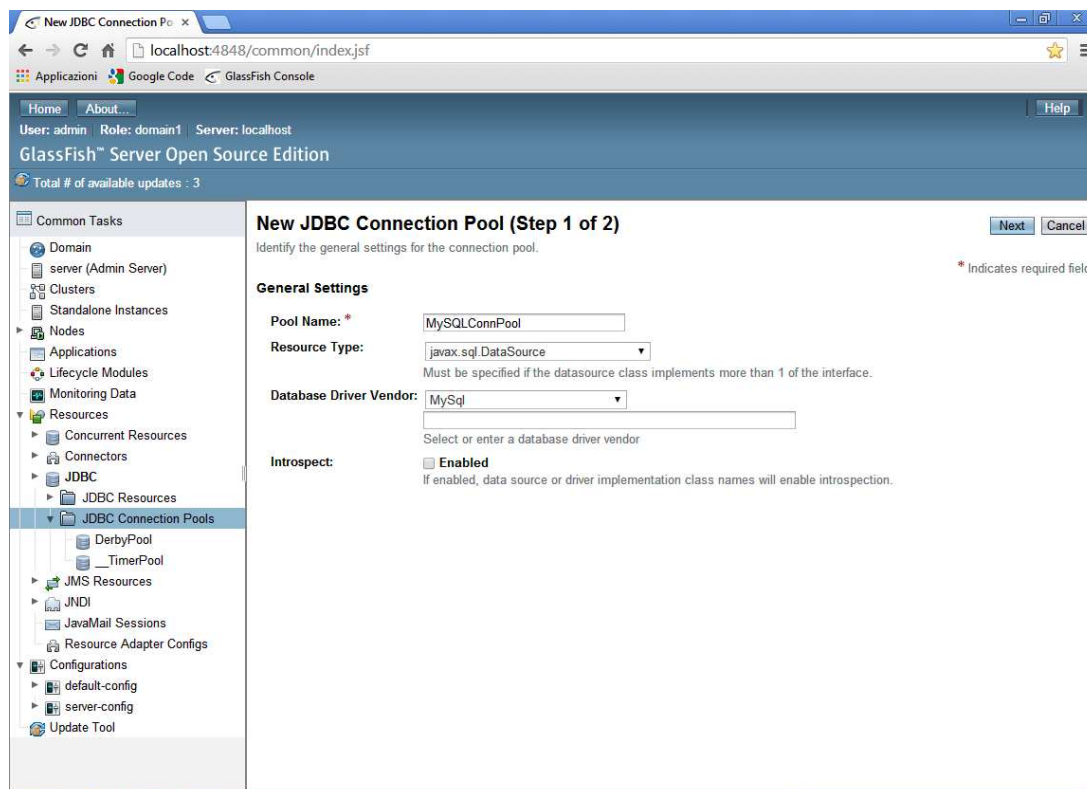 New JDBC Connection Po ×
localhost:4848/common/index.jsf
Applicazioni Google Code GlassFish Console
Home About... Help
User: admin Role: domain1 Server: localhost
GlassFish™ Server Open Source Edition
Total # of available updates : 3
Common Tasks
Domain
server (Admin Server)
Clusters
Standalone Instances
Nodes
Applications
Lifecycle Modules
Monitoring Data
Resources
Concurrent Resources
Connectors
JDBC
JDBC Resources
JDBC Connection Pools
DerbyPool
__TimerPool
JMS Resources
JNDI
JavaMail Sessions
Resource Adapter Configs
Configurations
default-config
server-config
Update Tool
New JDBC Connection Pool (Step 1 of 2)
Next Cancel
Identify the general settings for the connection pool.
* Indicates required field
General Settings
Pool Name: * MySQLConnPool
Resource Type: javax.sql.DataSource
Must be specified if the datasource class implements more than 1 of the interface.
Database Driver Vendor: MySql
Select or enter a database driver vendor
Introspect: Enabled
If enabled, data source or driver implementation class names will enable introspection.